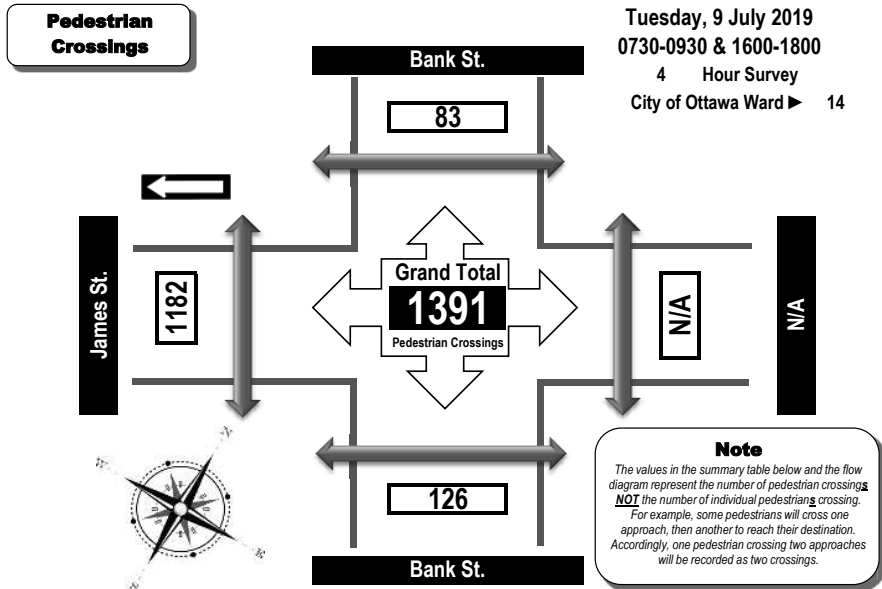 Pedestrian
Crossings
Tuesday, 9 July 2019
0730-0930 & 1600-1800
4 Hour Survey
City of Ottawa Ward ► 14
Bank St.
83
James St.
1182
Grand Total
1391
Pedestrian Crossings
N/A
N/A
126
Bank St.
Note
The values in the summary table below and the flow
diagram represent the number of pedestrian crossings
NOT the number of individual pedestrians crossing.
For example, some pedestrians will cross one
approach, then another to reach their destination.
Accordingly, one pedestrian crossing two approaches
will be recorded as two crossings.